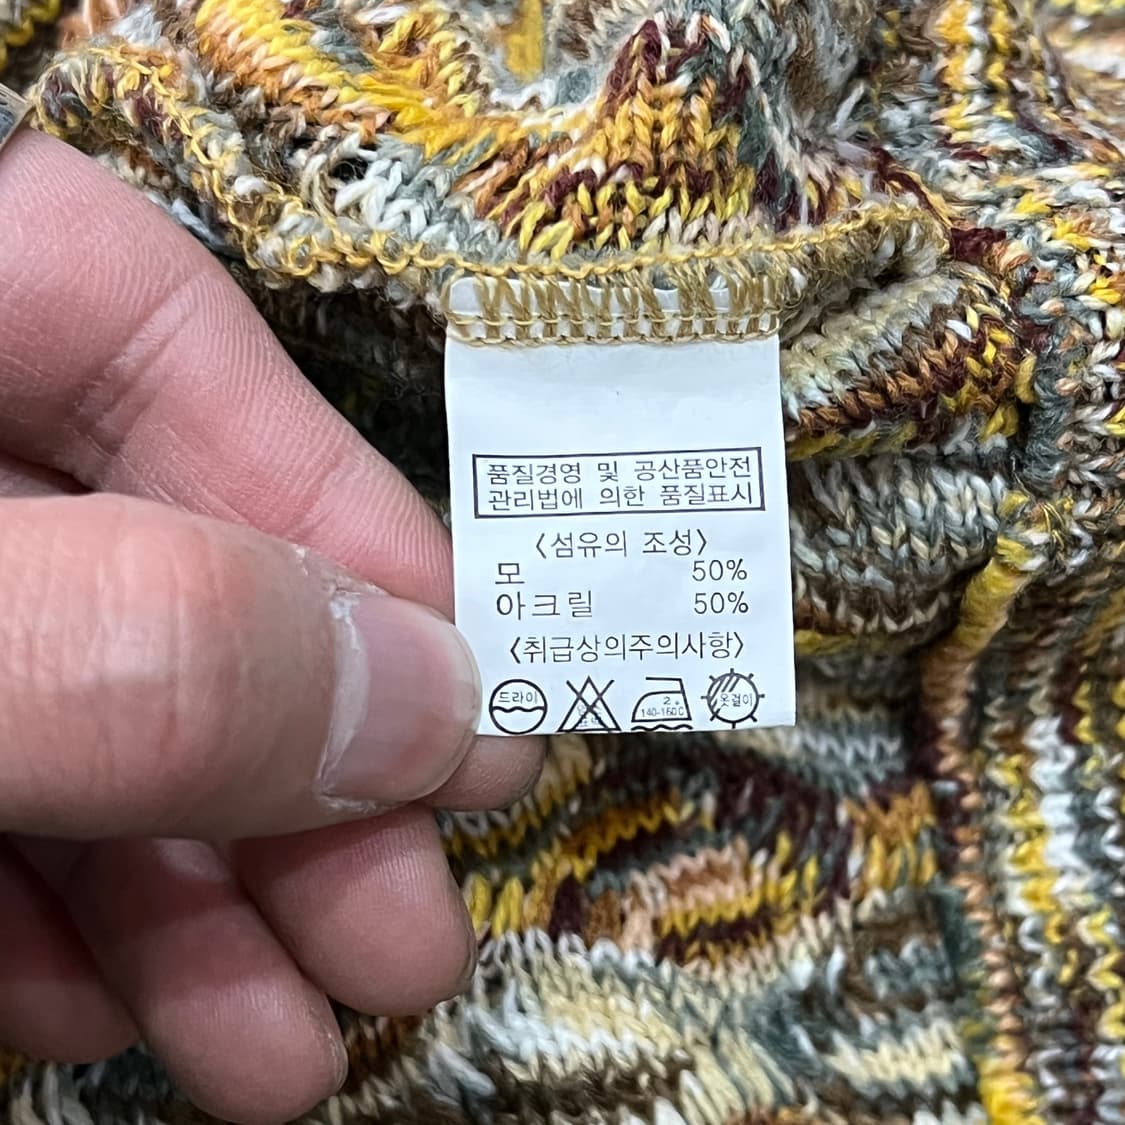 품질경영 및 공산품안전
관리법에 의한 품질표시
〈섬유의 조성〉
모 50%
아크릴 50%
〈취급상의주의사항〉
드라이
2
140-160℃
옷걸이